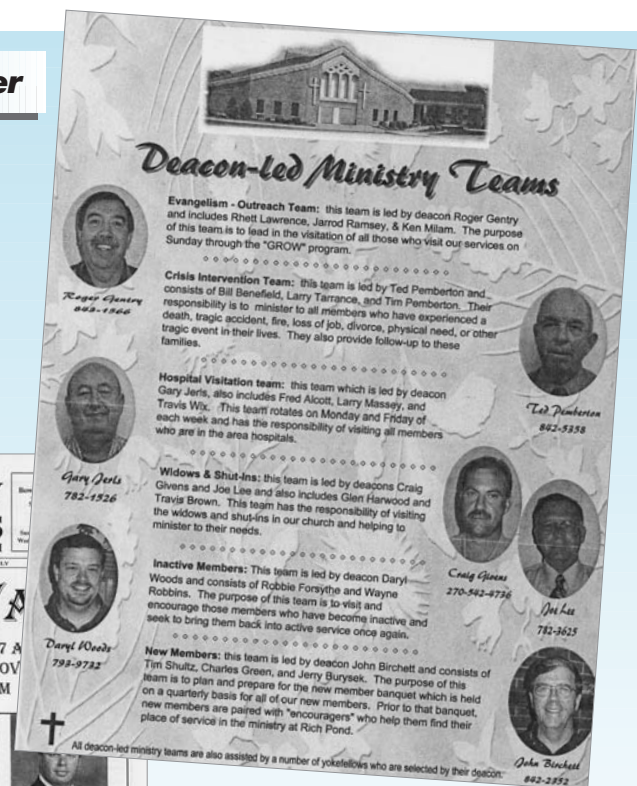 er
Deacon-led Ministry Teams
Evangelism - Outreach Team: this team is led by deacon Roger Gentry
and includes Rhett Lawrence, Jarrod Ramsey, & Ken Milam. The purpose
of this team is to lead in the visitation of all those who visit our services on
Sunday through the "GROW" program.
Roger Gentry
843-1566
Crisis Intervention Team: this team is led by Ted Pemberton and
consists of Bill Benefield, Larry Tarrance, and Tim Pemberton. Their
responsibility is to minister to all members who have experienced a
death, tragic accident, fire, loss of job, divorce, physical need, or other
tragic event in their lives. They also provide follow-up to these
families.
Ted Pemberton
842-5358
Hospital Visitation team: this team which is led by deacon
Gary Jerls, also includes Fred Alcott, Larry Massey, and
Travis Wix. This team rotates on Monday and Friday of
each week and has the responsibility of visiting all members
who are in the area hospitals.
Gary Jerls
782-1526
Widows & Shut-Ins: this team is led by deacons Craig
Givens and Joe Lee and also includes Glen Harwood and
Travis Brown. This team has the responsibility of visiting
the widows and shut-ins in our church and helping to
minister to their needs.
Craig Givens
270-542-4736
Joe Lee
782-3625
Inactive Members: This team is led by deacon Daryl
Woods and consists of Robbie Forsythe and Wayne
Robbins. The purpose of this team is to visit and
encourage those members who have become inactive and
seek to bring them back into active service once again.
Daryl Woods
793-9732
New Members: this team is led by deacon John Birchett and consists of
Tim Shultz, Charles Green, and Jerry Burysek. The purpose of this
team is to plan and prepare for the new member banquet which is held
on a quarterly basis for all of our new members. Prior to that banquet,
new members are paired with "encouragers" who help them find their
place of service in the ministry at Rich Pond.
John Birchett
842-2352
All deacon-led ministry teams are also assisted by a number of yokefellows who are selected by their deacon.
7 A
OV
M